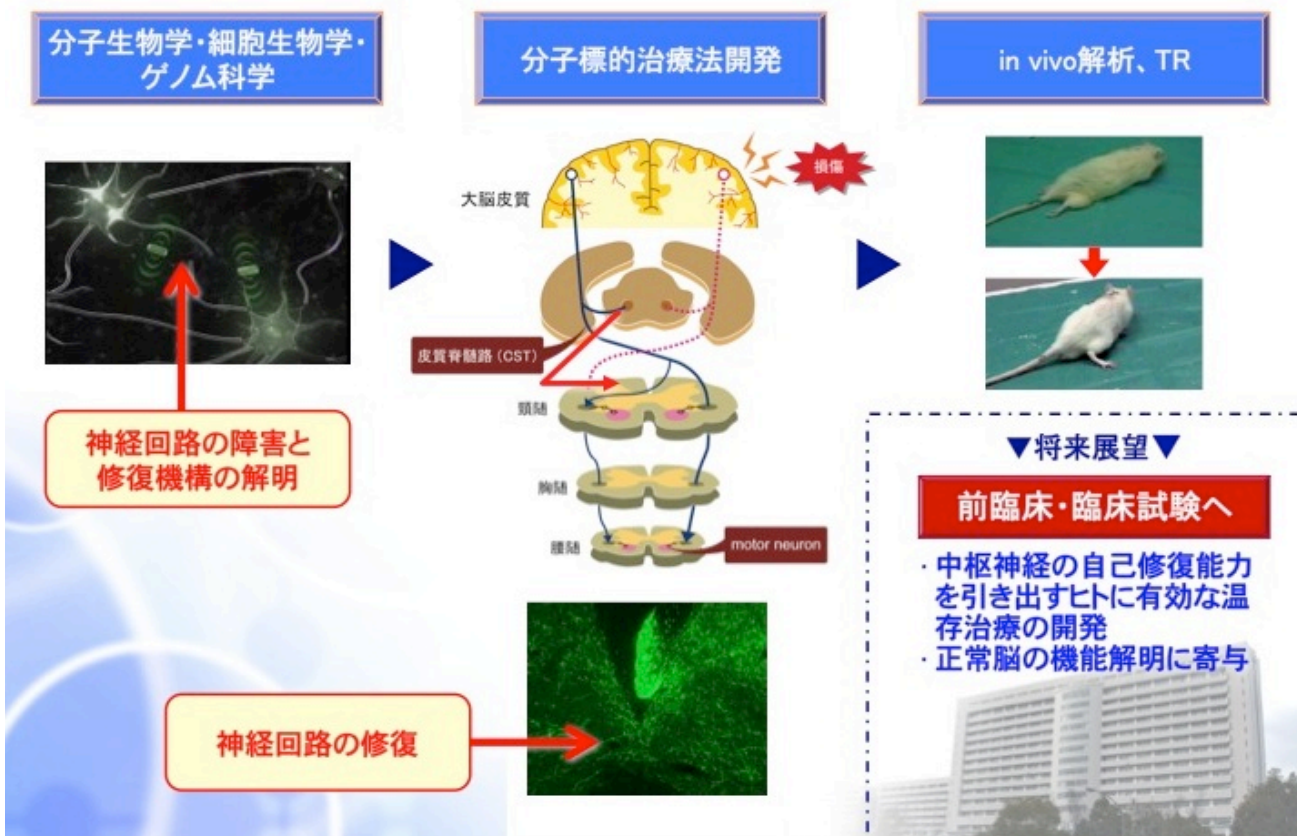 分子生物学・細胞生物学・
ゲノム科学
分子標的治療法開発
in vivo解析、TR
損傷
大脳皮質
皮質脊髄路（CST）
頸随
胸随
腰随
motor neuron
神経回路の障害と
修復機構の解明
神経回路の修復
▼将来展望▼
前臨床・臨床試験へ
・中枢神経の自己修復能力
を引き出すヒトに有効な温
存治療の開発
・正常脳の機能解明に寄与